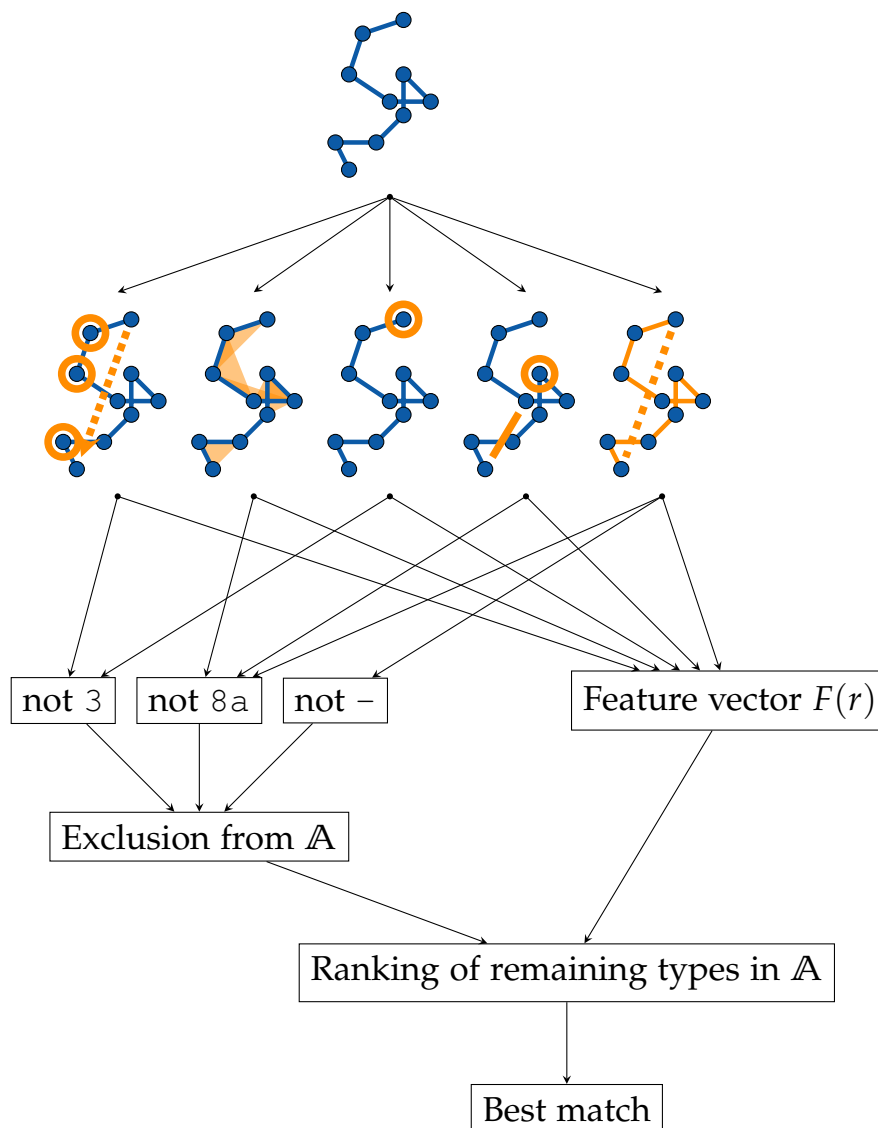 not 3
not 8a
not –
Feature vector F(r)
Exclusion from 𝔸
Ranking of remaining types in 𝔸
Best match